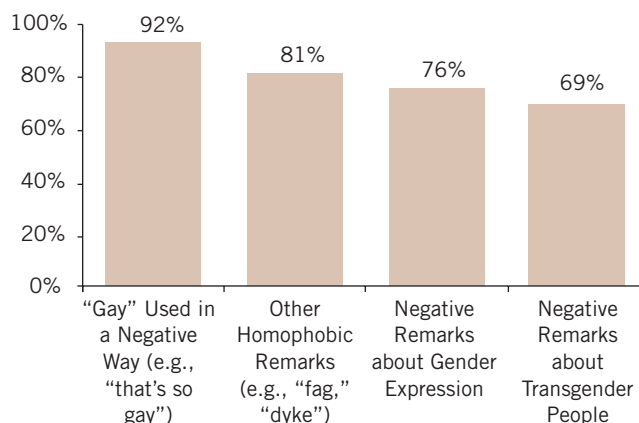 100%
80%
60%
40%
20%
0%
92%
81%
76%
69%
“Gay” Used in
a Negative
Way (e.g.,
“that’s so
gay”)
Other
Homophobic
Remarks
(e.g., “fag,”
“dyke”)
Negative
Remarks
about Gender
Expression
Negative
Remarks
about
Transgender
People